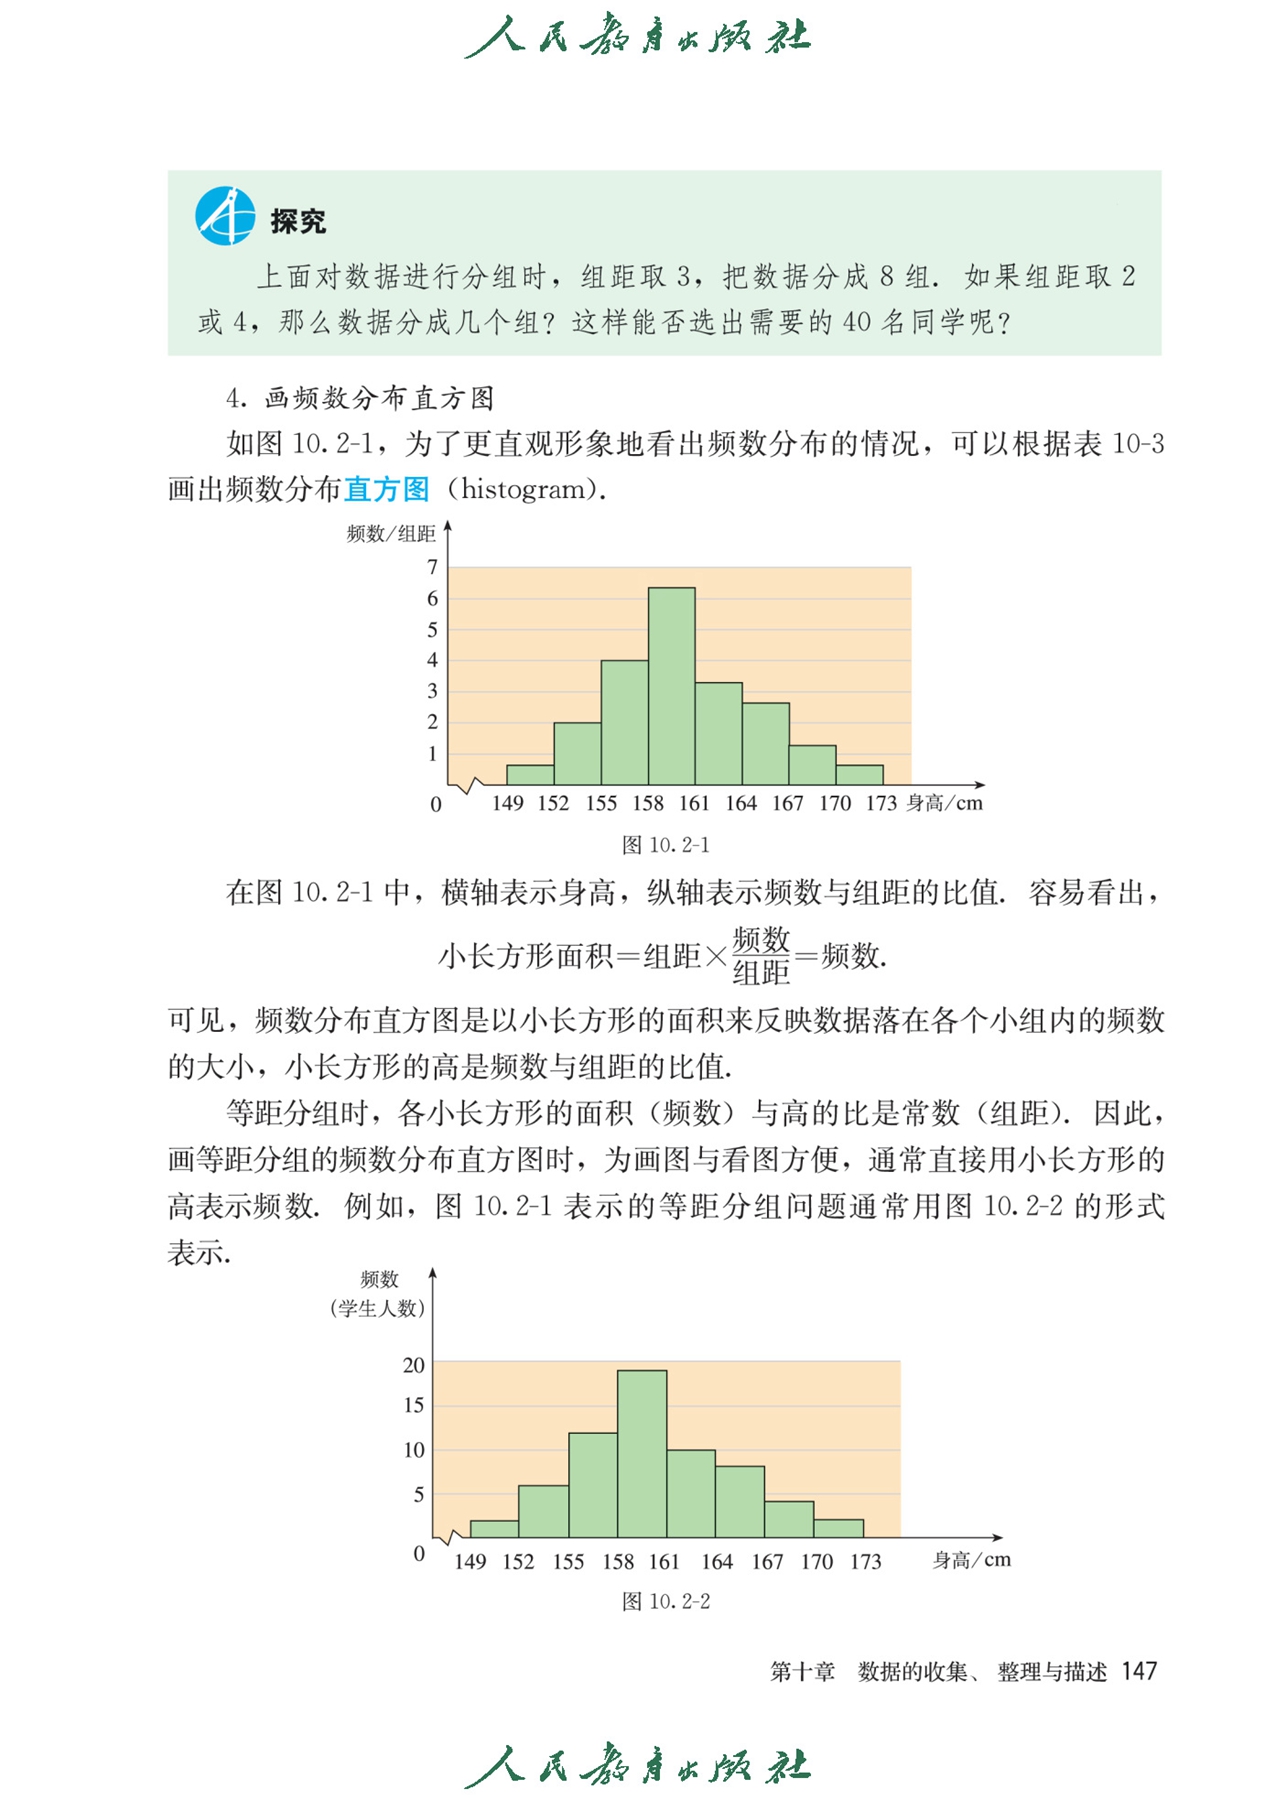 人民教育出版社
探究
上面对数据进行分组时，组距取 3，把数据分成 8 组．如果组距取 2
或 4，那么数据分成几个组？这样能否选出需要的 40 名同学呢？
4. 画频数分布直方图
如图 10.2-1，为了更直观形象地看出频数分布的情况，可以根据表 10-3
画出频数分布直方图（histogram）．
频数/组距
7
6
5
4
3
2
1
0 149 152 155 158 161 164 167 170 173 身高/cm
图 10.2-1
在图 10.2-1 中，横轴表示身高，纵轴表示频数与组距的比值．容易看出，
小长方形面积＝组距×频数/组距＝频数．
可见，频数分布直方图是以小长方形的面积来反映数据落在各个小组内的频数
的大小，小长方形的高是频数与组距的比值．
等距分组时，各小长方形的面积（频数）与高的比是常数（组距）．因此，
画等距分组的频数分布直方图时，为画图与看图方便，通常直接用小长方形的
高表示频数．例如，图 10.2-1 表示的等距分组问题通常用图 10.2-2 的形式
表示．
频数
（学生人数）
20
15
10
5
0 149 152 155 158 161 164 167 170 173 身高/cm
图 10.2-2
第十章 数据的收集、整理与描述 147
人民教育出版社